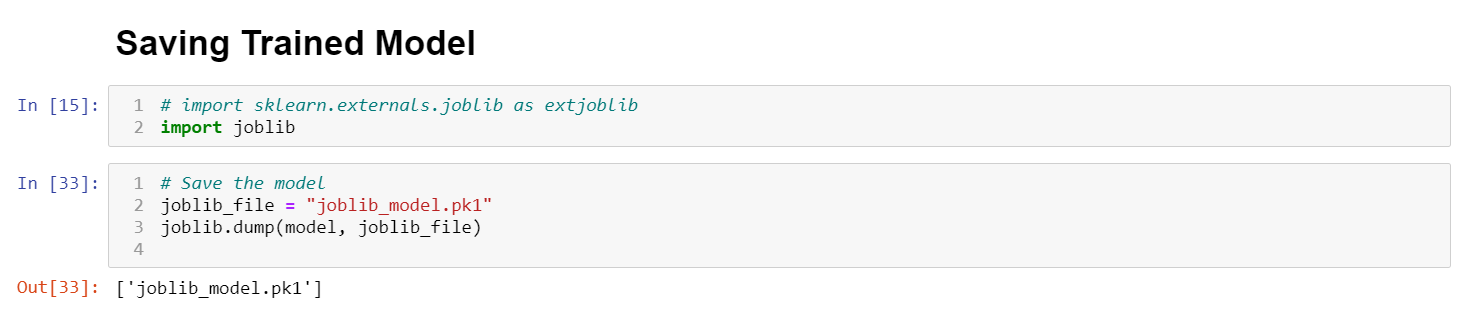 Saving Trained Model
In [15]:
1 # import sklearn.externals.joblib as extjoblib
2 import joblib
In [33]:
1 # Save the model
2 joblib_file = "joblib_model.pk1"
3 joblib.dump(model, joblib_file)
4
Out[33]: ['joblib_model.pk1']